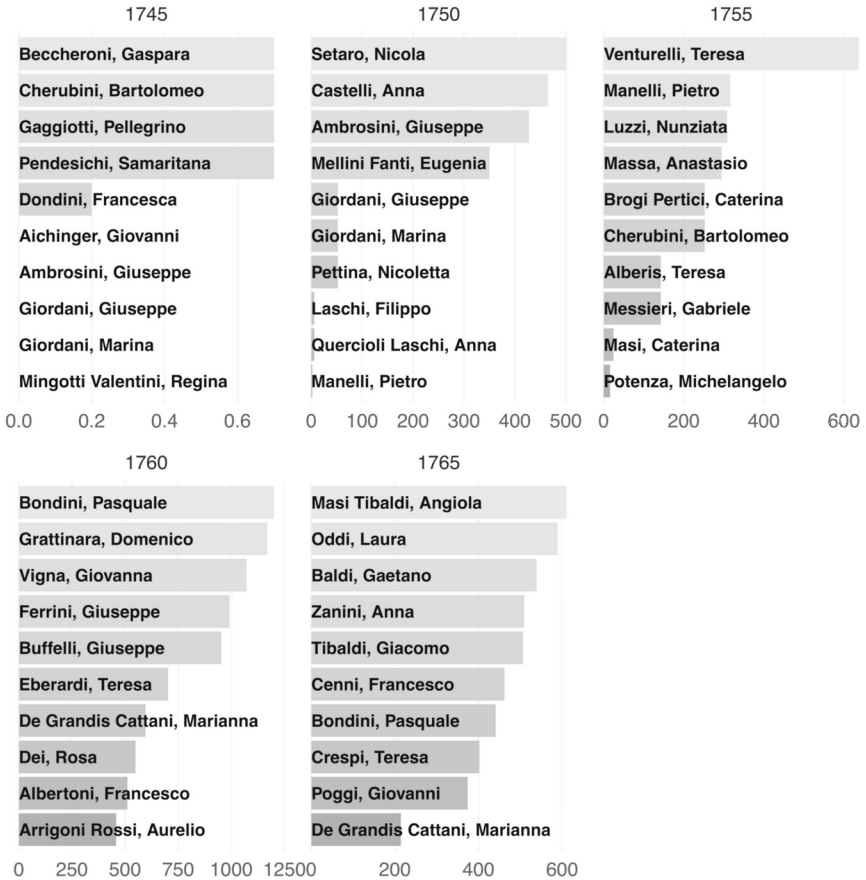 1745
Beccheroni, Gaspara
Cherubini, Bartolomeo
Gaggiotti, Pellegrino
Pendesichi, Samaritana
Dondini, Francesca
Aichinger, Giovanni
Ambrosini, Giuseppe
Giordani, Giuseppe
Giordani, Marina
Mingotti Valentini, Regina
0.0 0.2 0.4 0.6
1750
Setaro, Nicola
Castelli, Anna
Ambrosini, Giuseppe
Mellini Fanti, Eugenia
Giordani, Giuseppe
Giordani, Marina
Pettina, Nicoletta
Laschi, Filippo
Quercioli Laschi, Anna
Manelli, Pietro
0 100 200 300 400 500
1755
Venturelli, Teresa
Manelli, Pietro
Luzzi, Nunziata
Massa, Anastasio
Brogi Pertici, Caterina
Cherubini, Bartolomeo
Alberis, Teresa
Messieri, Gabriele
Masi, Caterina
Potenza, Michelangelo
0 200 400 600
1760
Bondini, Pasquale
Grattinara, Domenico
Vigna, Giovanna
Ferrini, Giuseppe
Buffelli, Giuseppe
Eberardi, Teresa
De Grandis Cattani, Marianna
Dei, Rosa
Albertoni, Francesco
Arrigoni Rossi, Aurelio
0 250 500 750 1000 1250
1765
Masi Tibaldi, Angiola
Oddi, Laura
Baldi, Gaetano
Zanini, Anna
Tibaldi, Giacomo
Cenni, Francesco
Bondini, Pasquale
Crespi, Teresa
Poggi, Giovanni
De Grandis Cattani, Marianna
0 200 400 600